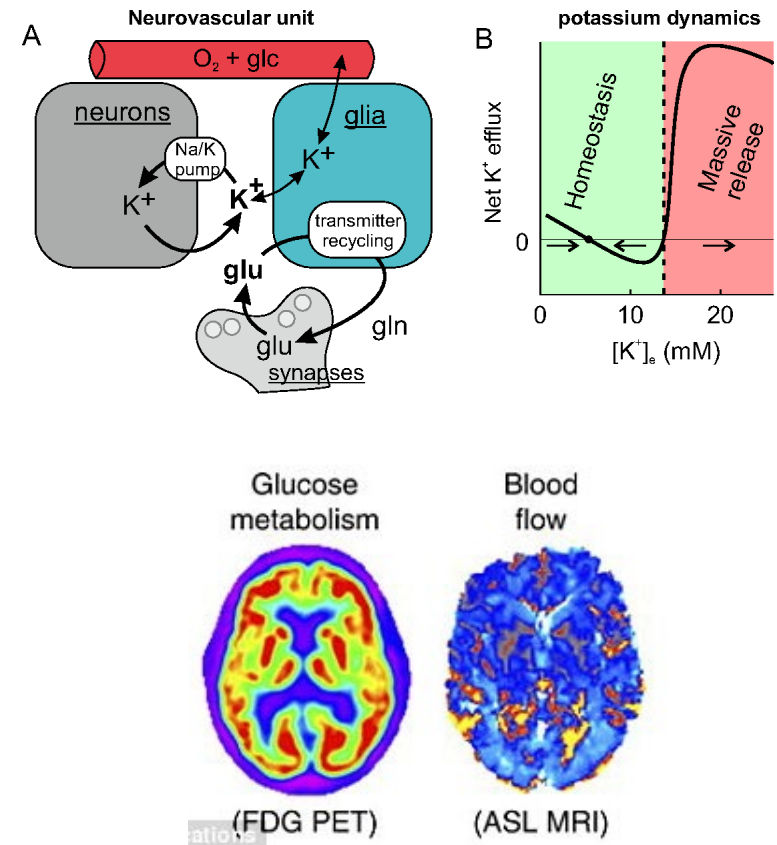 Neurovascular unit
A
O₂ + glc
neurons
glia
Na/K
pump
K⁺
K⁺
K⁺
transmitter
recycling
glu
gln
glu
synapses
potassium dynamics
B
Net K⁺ efflux
Homeostasis
Massive
release
0
0
10
20
[K⁺]ₑ (mM)
Glucose
metabolism
Blood
flow
(FDG PET)
(ASL MRI)
cations